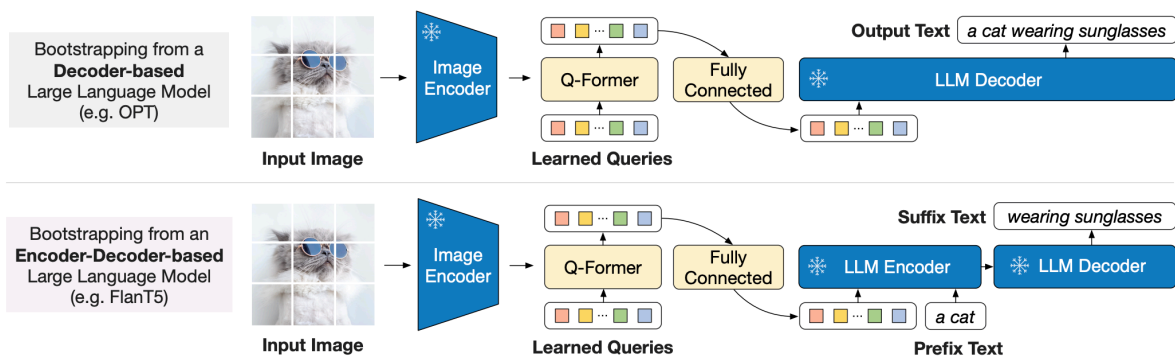 Bootstrapping from a
Decoder-based
Large Language Model
(e.g. OPT)
Input Image
Image
Encoder
...
Q-Former
...
Learned Queries
Fully
Connected
Output Text
a cat wearing sunglasses
LLM Decoder
...
Bootstrapping from an
Encoder-Decoder-based
Large Language Model
(e.g. FlanT5)
Input Image
Image
Encoder
...
Q-Former
...
Learned Queries
Fully
Connected
Suffix Text
wearing sunglasses
LLM Encoder
LLM Decoder
...
a cat
Prefix Text